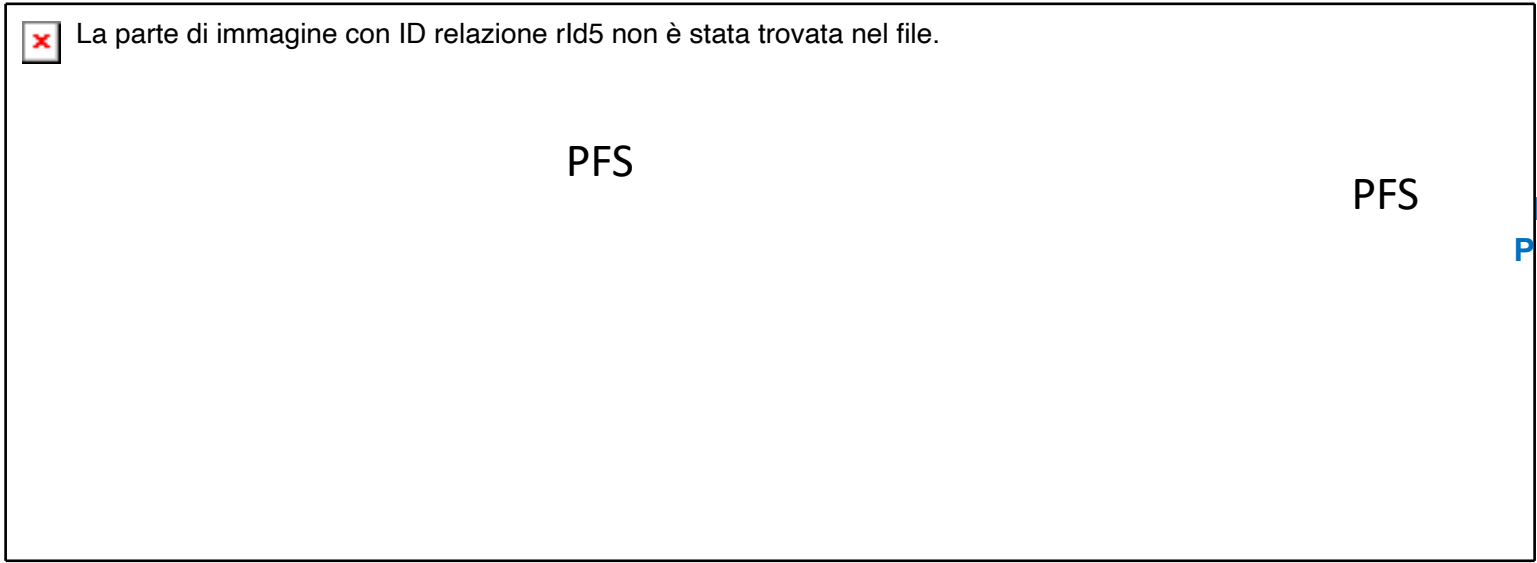 La parte di immagine con ID relazione rId5 non è stata trovata nel file.
PFS
PFS
P